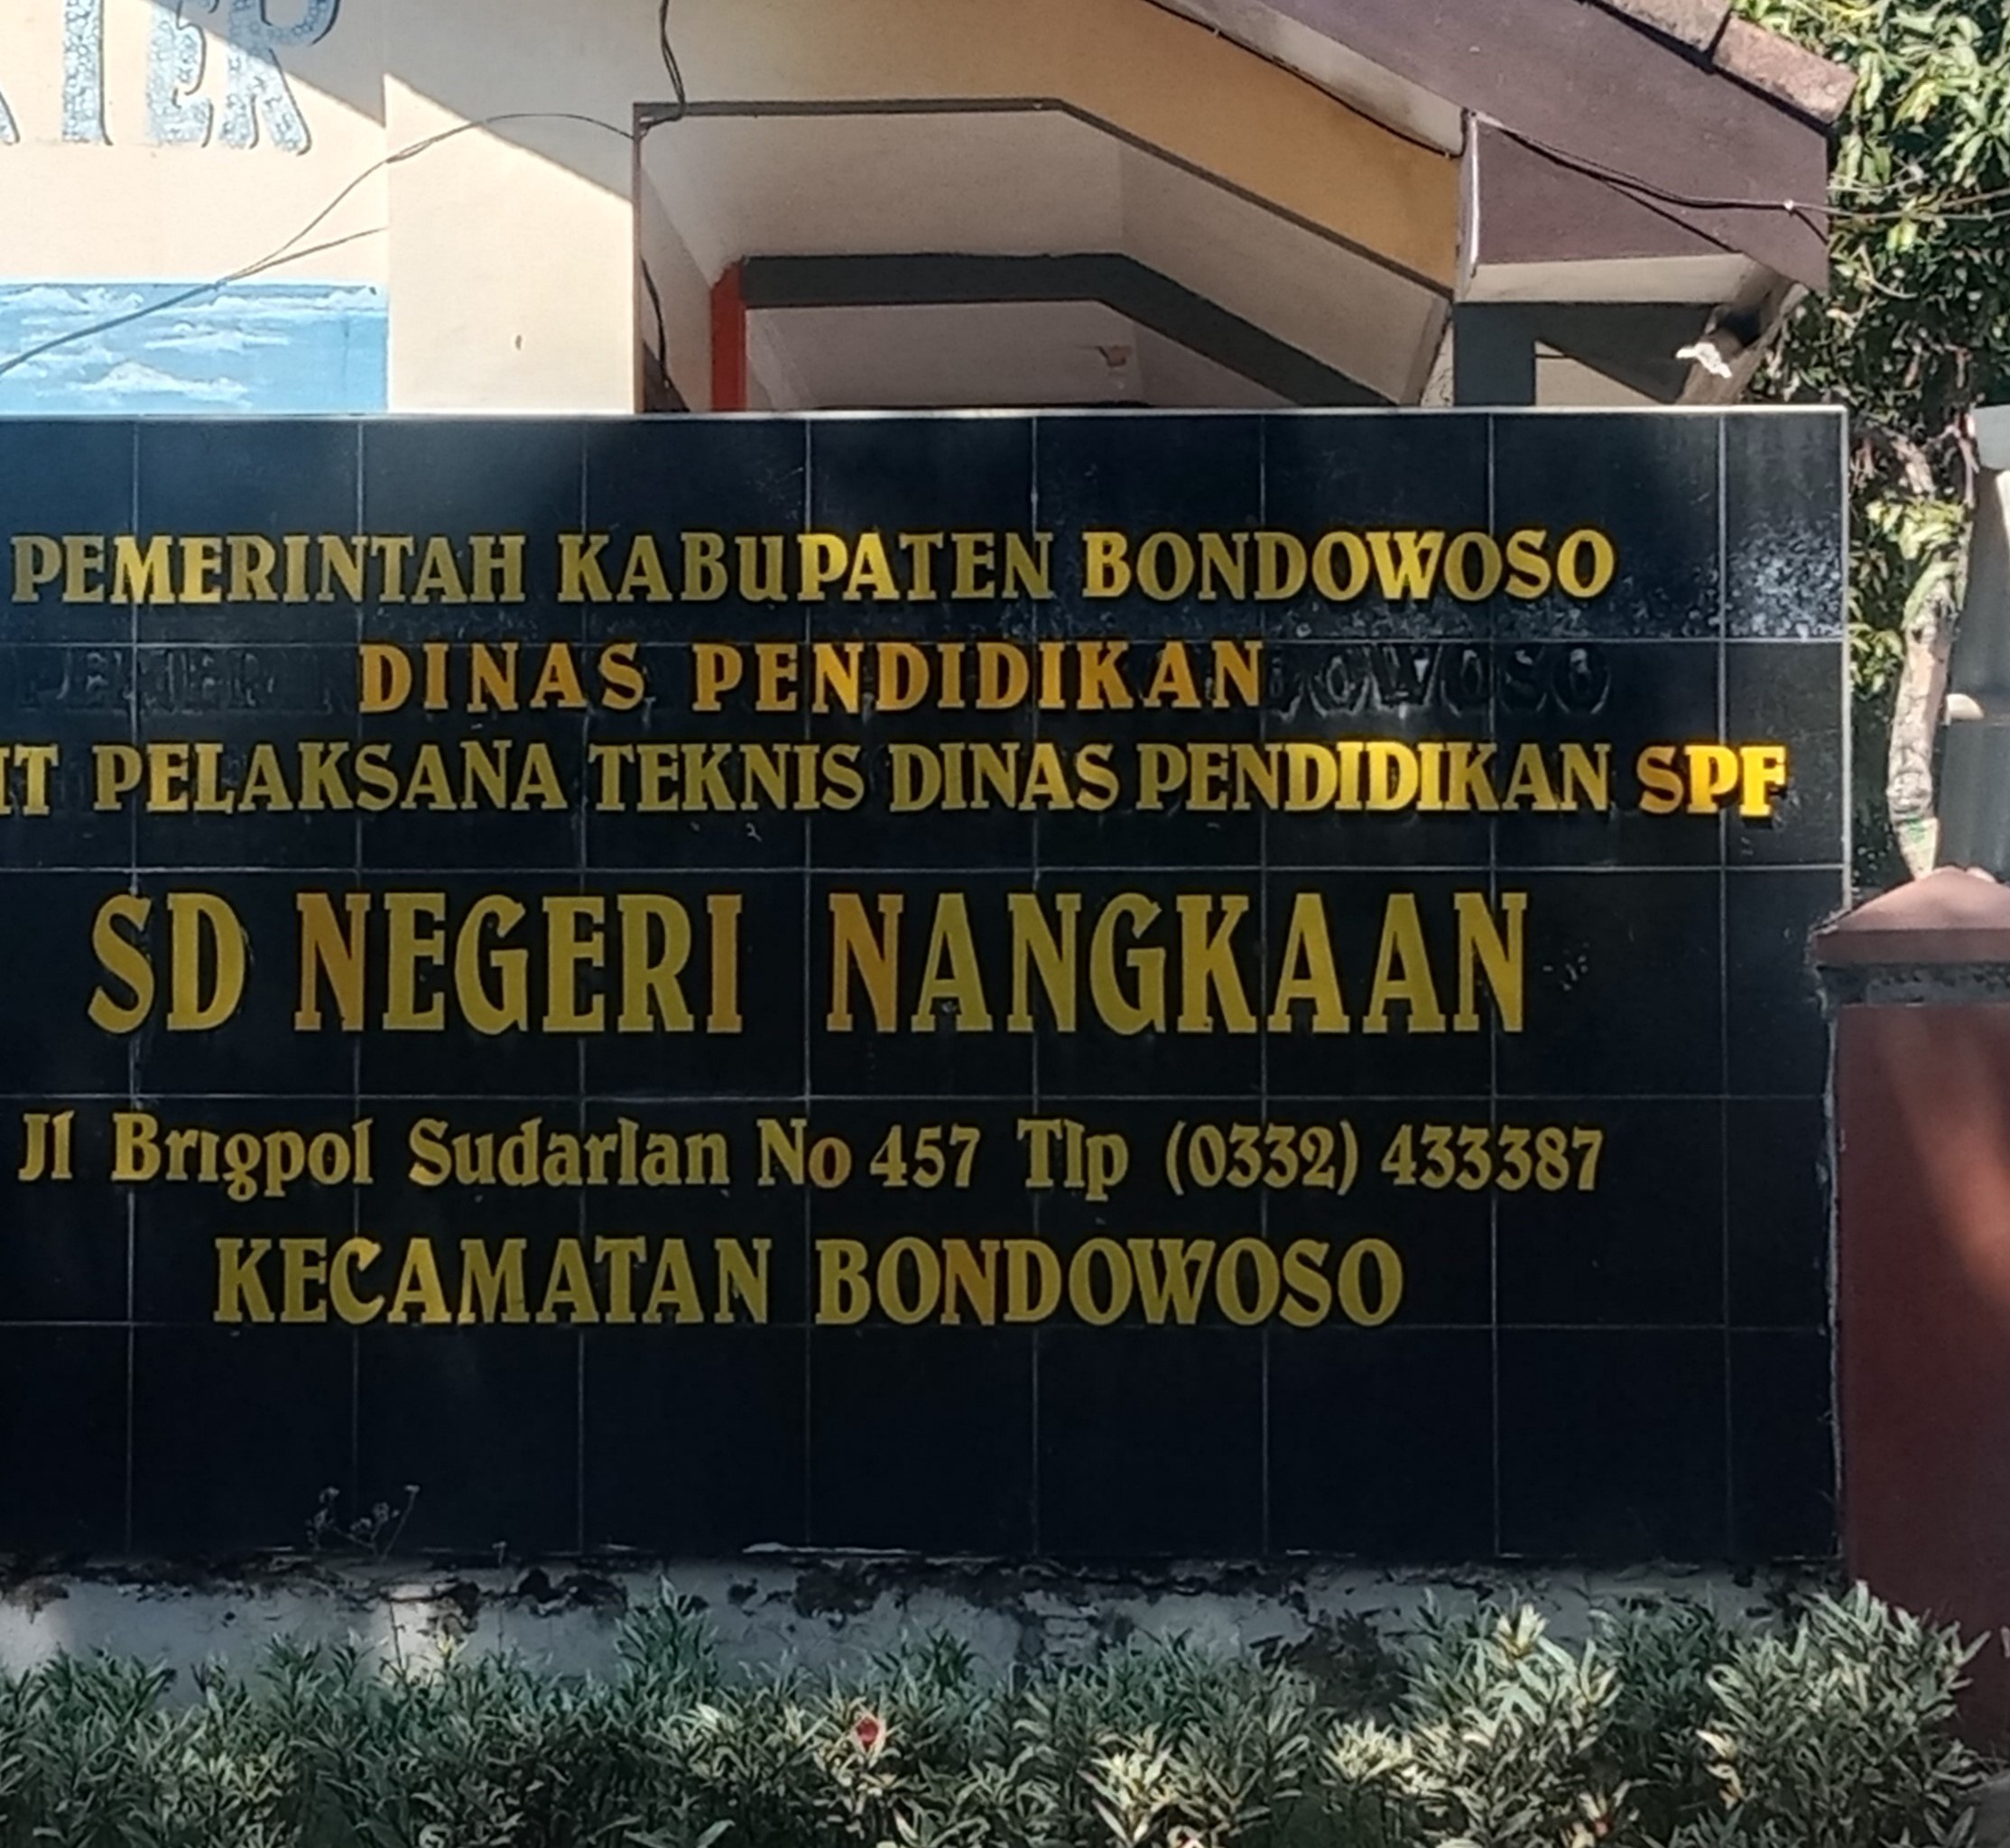 PEMERINTAH KABUPATEN BONDOWOSO
DINAS PENDIDIKAN
PELAKSANA TEKNIS DINAS PENDIDIKAN SPF
SD NEGERI NANGKAAN
Jl Brigpol Sudarlan No 457 Tlp (0332) 433387
KECAMATAN BONDOWOSO